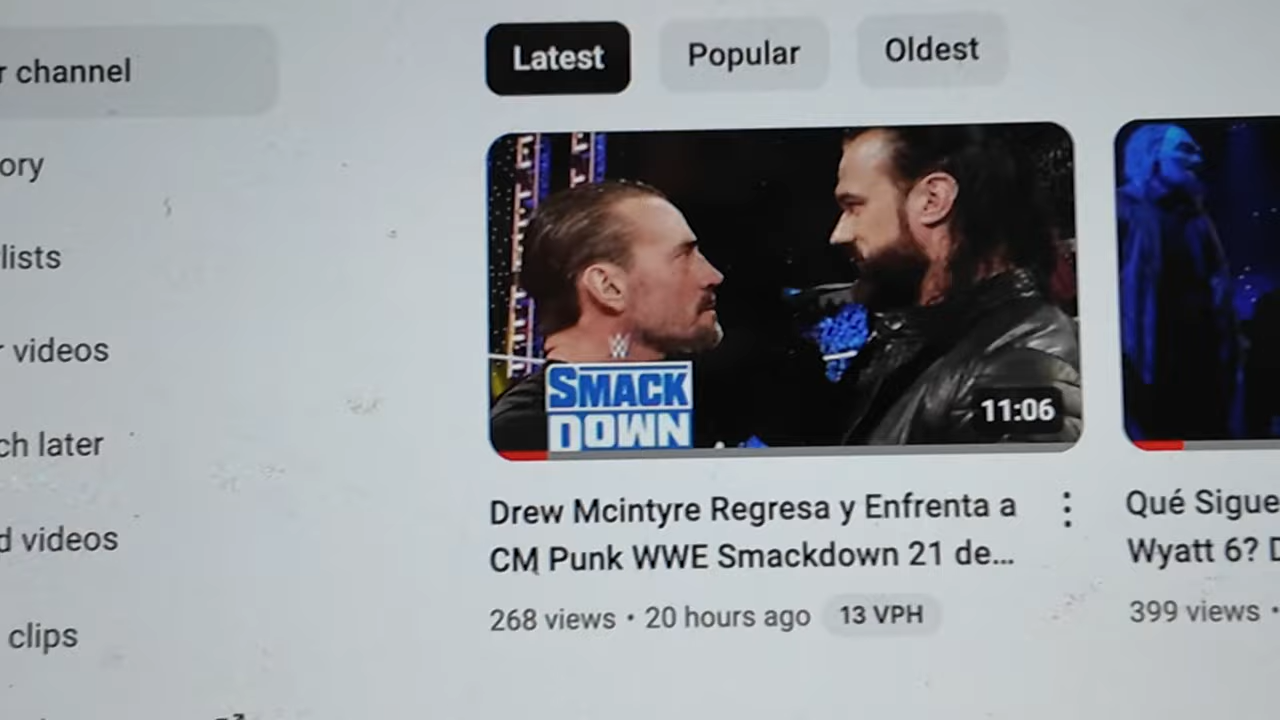 Latest
Popular
Oldest
r channel
ory
lists
r videos
ch later
d videos
clips
SMACK
DOWN
11:06
Drew Mcintyre Regresa y Enfrenta a
CM Punk WWE Smackdown 21 de...
268 views • 20 hours ago
13 VPH
Qué Sigue
Wyatt 6? D
399 views •